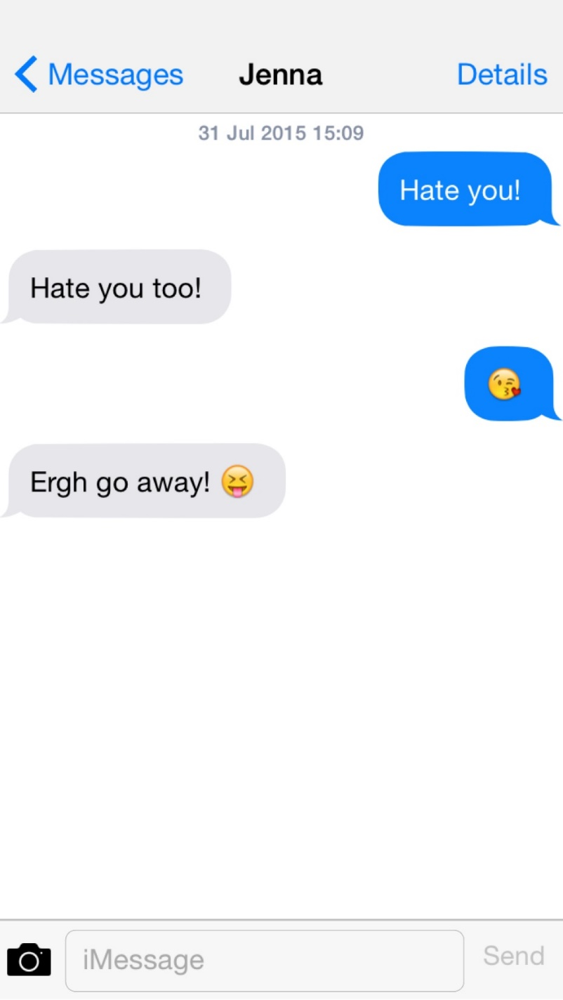 Messages Jenna Details
31 Jul 2015 15:09
Hate you!
Hate you too!
😘
Ergh go away! 😝
iMessage Send